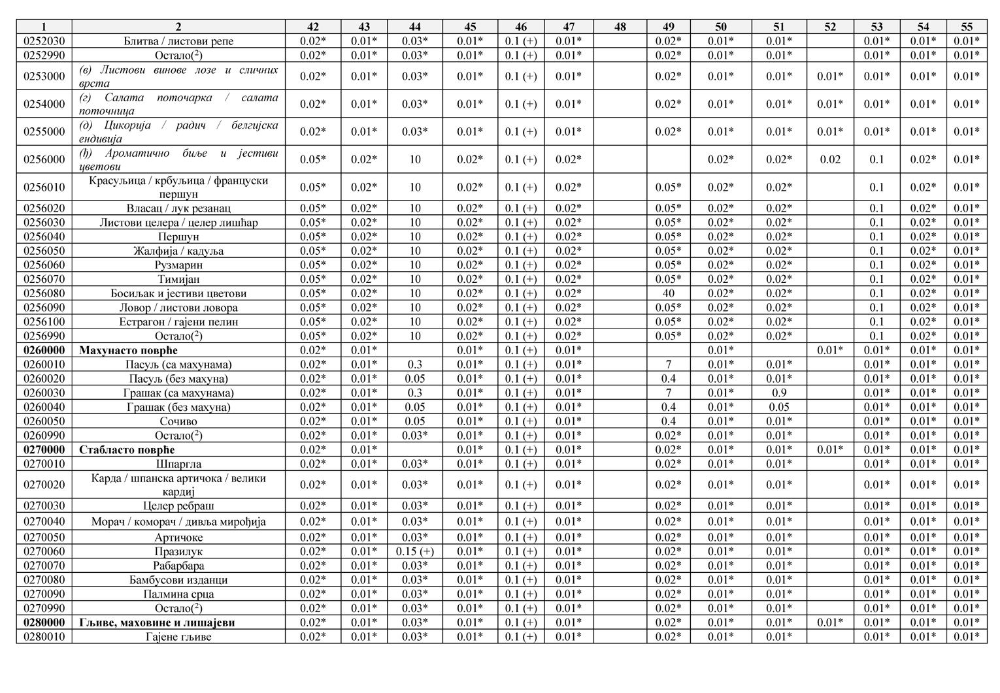 1 2 42 43 44 45 46 47 48 49 50 51 52 53 54 55
0252030 Блитва / листови репе 0.02* 0.01* 0.03* 0.01* 0.1 (+) 0.01* 0.02* 0.01* 0.01* 0.01* 0.01* 0.01*
0252990 Остало(2) 0.02* 0.01* 0.03* 0.01* 0.1 (+) 0.01* 0.02* 0.01* 0.01* 0.01* 0.01* 0.01*
0253000 (в) Листови винове лозе и сличних
врста 0.02* 0.01* 0.03* 0.01* 0.1 (+) 0.01* 0.02* 0.01* 0.01* 0.01* 0.01* 0.01* 0.01*
0254000 (г) Салата поточарка / салата
поточница 0.02* 0.01* 0.03* 0.01* 0.1 (+) 0.01* 0.02* 0.01* 0.01* 0.01* 0.01* 0.01* 0.01*
0255000 (д) Цикорија / радич / белгијска
ендивија 0.02* 0.01* 0.03* 0.01* 0.1 (+) 0.01* 0.02* 0.01* 0.01* 0.01* 0.01* 0.01* 0.01*
0256000 (ђ) Ароматично биље и јестиви
цветови 0.05* 0.02* 10 0.02* 0.1 (+) 0.02* 0.02* 0.02* 0.02 0.1 0.02* 0.01*
0256010 Красуљица / крбуљица / француски
першун 0.05* 0.02* 10 0.02* 0.1 (+) 0.02* 0.05* 0.02* 0.02* 0.1 0.02* 0.01*
0256020 Власац / лук резанац 0.05* 0.02* 10 0.02* 0.1 (+) 0.02* 0.05* 0.02* 0.02* 0.1 0.02* 0.01*
0256030 Листови целера / целер лишћар 0.05* 0.02* 10 0.02* 0.1 (+) 0.02* 0.05* 0.02* 0.02* 0.1 0.02* 0.01*
0256040 Першун 0.05* 0.02* 10 0.02* 0.1 (+) 0.02* 0.05* 0.02* 0.02* 0.1 0.02* 0.01*
0256050 Жалфија / кадуља 0.05* 0.02* 10 0.02* 0.1 (+) 0.02* 0.05* 0.02* 0.02* 0.1 0.02* 0.01*
0256060 Рузмарин 0.05* 0.02* 10 0.02* 0.1 (+) 0.02* 0.05* 0.02* 0.02* 0.1 0.02* 0.01*
0256070 Тимијан 0.05* 0.02* 10 0.02* 0.1 (+) 0.02* 0.05* 0.02* 0.02* 0.1 0.02* 0.01*
0256080 Босиљак и јестиви цветови 0.05* 0.02* 10 0.02* 0.1 (+) 0.02* 40 0.02* 0.02* 0.1 0.02* 0.01*
0256090 Ловор / листови ловора 0.05* 0.02* 10 0.02* 0.1 (+) 0.02* 0.05* 0.02* 0.02* 0.1 0.02* 0.01*
0256100 Естрагон / гајени пелин 0.05* 0.02* 10 0.02* 0.1 (+) 0.02* 0.05* 0.02* 0.02* 0.1 0.02* 0.01*
0256990 Остало(2) 0.05* 0.02* 10 0.02* 0.1 (+) 0.02* 0.05* 0.02* 0.02* 0.1 0.02* 0.01*
0260000 Махунасто поврће 0.02* 0.01* 0.01* 0.1 (+) 0.01* 0.01* 0.01* 0.01* 0.01* 0.01*
0260010 Пасуљ (са махунама) 0.02* 0.01* 0.3 0.01* 0.1 (+) 0.01* 7 0.01* 0.01* 0.01* 0.01* 0.01*
0260020 Пасуљ (без махуна) 0.02* 0.01* 0.05 0.01* 0.1 (+) 0.01* 0.4 0.01* 0.01* 0.01* 0.01* 0.01*
0260030 Грашак (са махунама) 0.02* 0.01* 0.3 0.01* 0.1 (+) 0.01* 7 0.01* 0.9 0.01* 0.01* 0.01*
0260040 Грашак (без махуна) 0.02* 0.01* 0.05 0.01* 0.1 (+) 0.01* 0.4 0.01* 0.05 0.01* 0.01* 0.01*
0260050 Сочиво 0.02* 0.01* 0.05 0.01* 0.1 (+) 0.01* 0.4 0.01* 0.01* 0.01* 0.01* 0.01*
0260990 Остало(2) 0.02* 0.01* 0.03* 0.01* 0.1 (+) 0.01* 0.02* 0.01* 0.01* 0.01* 0.01* 0.01*
0270000 Стабласто поврће 0.02* 0.01* 0.01* 0.1 (+) 0.01* 0.02* 0.01* 0.01* 0.01* 0.01* 0.01* 0.01*
0270010 Шпаргла 0.02* 0.01* 0.03* 0.01* 0.1 (+) 0.01* 0.02* 0.01* 0.01* 0.01* 0.01* 0.01*
0270020 Карда / шпанска артичока / велики
кардиј 0.02* 0.01* 0.03* 0.01* 0.1 (+) 0.01* 0.02* 0.01* 0.01* 0.01* 0.01* 0.01*
0270030 Целер ребраш 0.02* 0.01* 0.03* 0.01* 0.1 (+) 0.01* 0.02* 0.01* 0.01* 0.01* 0.01* 0.01*
0270040 Морач / коморач / дивља мирођија 0.02* 0.01* 0.03* 0.01* 0.1 (+) 0.01* 0.02* 0.01* 0.01* 0.01* 0.01* 0.01*
0270050 Артичоке 0.02* 0.01* 0.03* 0.01* 0.1 (+) 0.01* 0.02* 0.01* 0.01* 0.01* 0.01* 0.01*
0270060 Празилук 0.02* 0.01* 0.15 (+) 0.01* 0.1 (+) 0.01* 0.02* 0.01* 0.01* 0.01* 0.01* 0.01*
0270070 Рабарбара 0.02* 0.01* 0.03* 0.01* 0.1 (+) 0.01* 0.02* 0.01* 0.01* 0.01* 0.01* 0.01*
0270080 Бамбусови изданци 0.02* 0.01* 0.03* 0.01* 0.1 (+) 0.01* 0.02* 0.01* 0.01* 0.01* 0.01* 0.01*
0270090 Палмина срца 0.02* 0.01* 0.03* 0.01* 0.1 (+) 0.01* 0.02* 0.01* 0.01* 0.01* 0.01* 0.01*
0270990 Остало(2) 0.02* 0.01* 0.03* 0.01* 0.1 (+) 0.01* 0.02* 0.01* 0.01* 0.01* 0.01* 0.01*
0280000 Гљиве, маховине и лишајеви 0.02* 0.01* 0.03* 0.01* 0.1 (+) 0.01* 0.02* 0.01* 0.01* 0.01* 0.01* 0.01* 0.01*
0280010 Гајене гљиве 0.02* 0.01* 0.03* 0.01* 0.1 (+) 0.01* 0.02* 0.01* 0.01* 0.01* 0.01* 0.01*